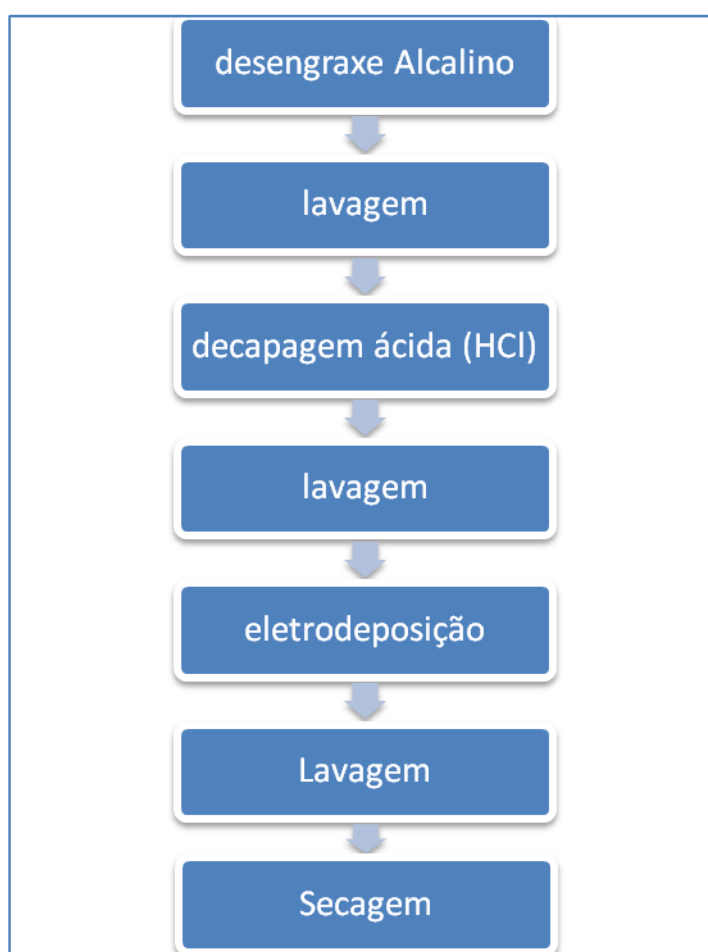 desengraxe Alcalino
lavagem
decapagem ácida (HCl)
lavagem
eletrodeposição
Lavagem
Secagem